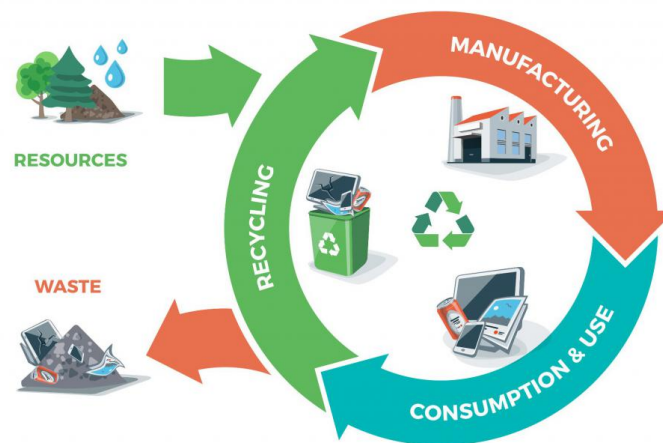 RESOURCES
MANUFACTURING
RECYCLING
WASTE
CONSUMPTION & USE